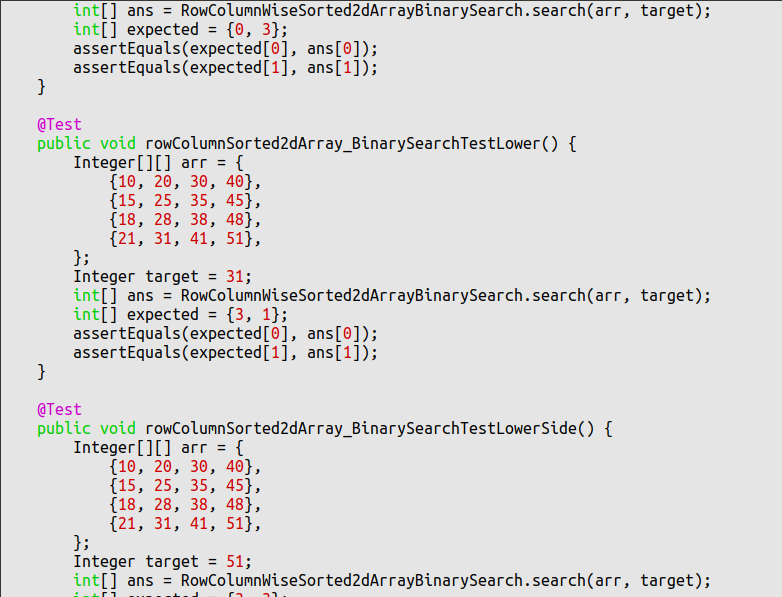 int[] ans = RowColumnWiseSorted2dArrayBinarySearch.search(arr, target);
int[] expected = {0, 3};
assertEquals(expected[0], ans[0]);
assertEquals(expected[1], ans[1]);
}
@Test
public void rowColumnSorted2dArray_BinarySearchTestLower() {
Integer[][] arr = {
{10, 20, 30, 40},
{15, 25, 35, 45},
{18, 28, 38, 48},
{21, 31, 41, 51},
};
Integer target = 31;
int[] ans = RowColumnWiseSorted2dArrayBinarySearch.search(arr, target);
int[] expected = {3, 1};
assertEquals(expected[0], ans[0]);
assertEquals(expected[1], ans[1]);
}
@Test
public void rowColumnSorted2dArray_BinarySearchTestLowerSide() {
Integer[][] arr = {
{10, 20, 30, 40},
{15, 25, 35, 45},
{18, 28, 38, 48},
{21, 31, 41, 51},
};
Integer target = 51;
int[] ans = RowColumnWiseSorted2dArrayBinarySearch.search(arr, target);
int[] expected =